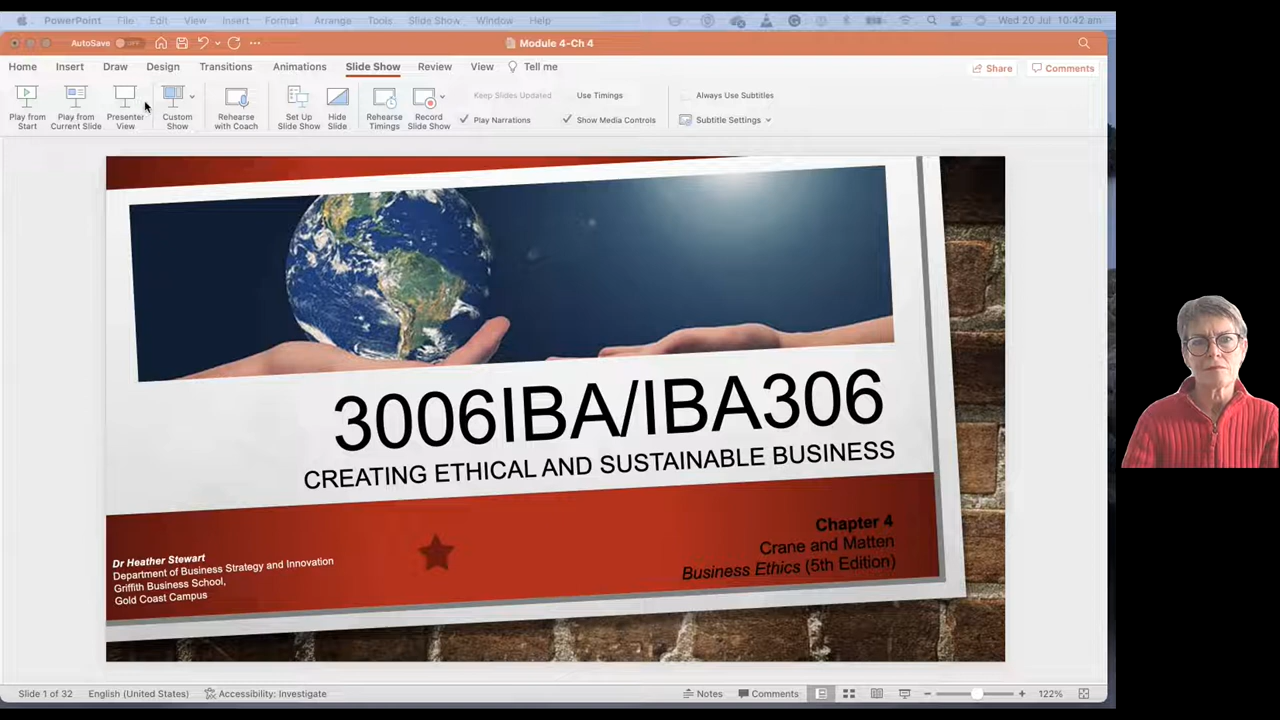 PowerPoint File Edit View Insert Format Arrange Tools Slide Show Window Help Wed 20 Jul 10:42 am
AutoSave OFF Module 4-Ch 4
Home Insert Draw Design Transitions Animations Slide Show Review View Tell me Share Comments
Play from Start
Play from Current Slide
Presenter View
Custom Show
Rehearse with Coach
Set Up Slide Show
Hide Slide
Rehearse Timings
Record Slide Show
Keep Slides Updated
Use Timings
Play Narrations
Show Media Controls
Always Use Subtitles
Subtitle Settings
3006IBA/IBA306
CREATING ETHICAL AND SUSTAINABLE BUSINESS
Dr Heather Stewart
Department of Business Strategy and Innovation
Griffith Business School,
Gold Coast Campus
Chapter 4
Crane and Matten
Business Ethics (5th Edition)
Slide 1 of 32 English (United States) Accessibility: Investigate Notes Comments 122%